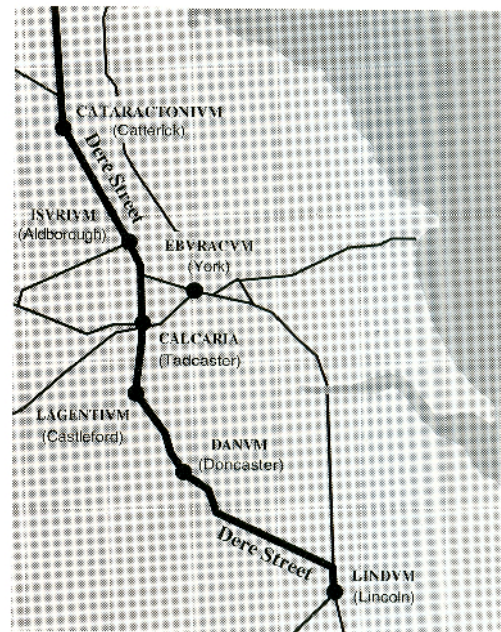 CATARACTONIVM
(Catterick)
Dere Street
ISVRIVM
(Aldborough)
EBVRACVM
(York)
CALCARIA
(Tadcaster)
LAGENTIVM
(Castleford)
DANVM
(Doncaster)
Dere Street
LINDVM
(Lincoln)